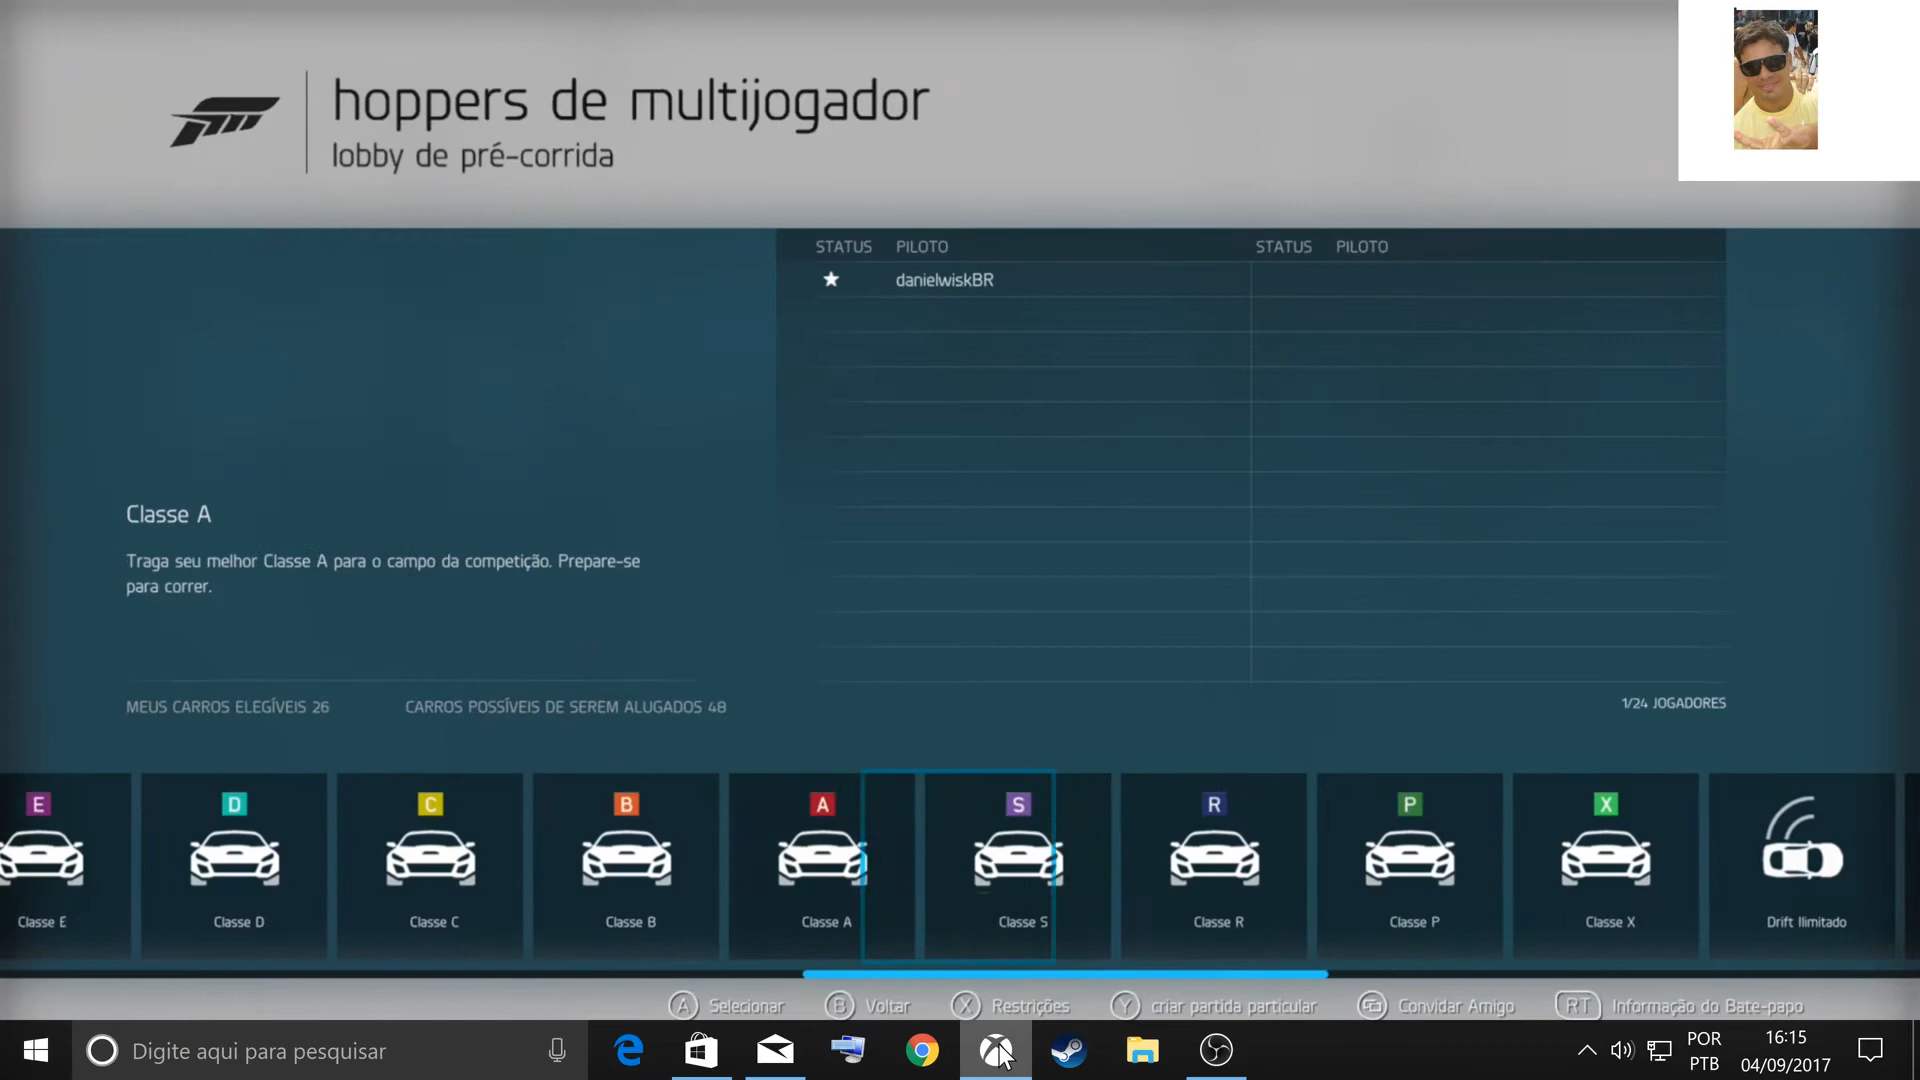 hoppers de multijogador
lobby de pré-corrida
STATUS PILOTO STATUS PILOTO
danielwiskBR
Classe A
Traga seu melhor Classe A para o campo da competição. Prepare-se
para correr.
MEUS CARROS ELEGÍVEIS 26 CARROS POSSÍVEIS DE SEREM ALUGADOS 48
1/24 JOGADORES
E D C B A S R P X
Classe E Classe D Classe C Classe B Classe A Classe S Classe R Classe P Classe X Drift Ilimitado
A Selecionar B Voltar X Restrições Y criar partida particular Convidar Amigo RT Informação do Bate-papo
Digite aqui para pesquisar
POR 16:15
PTB 04/09/2017